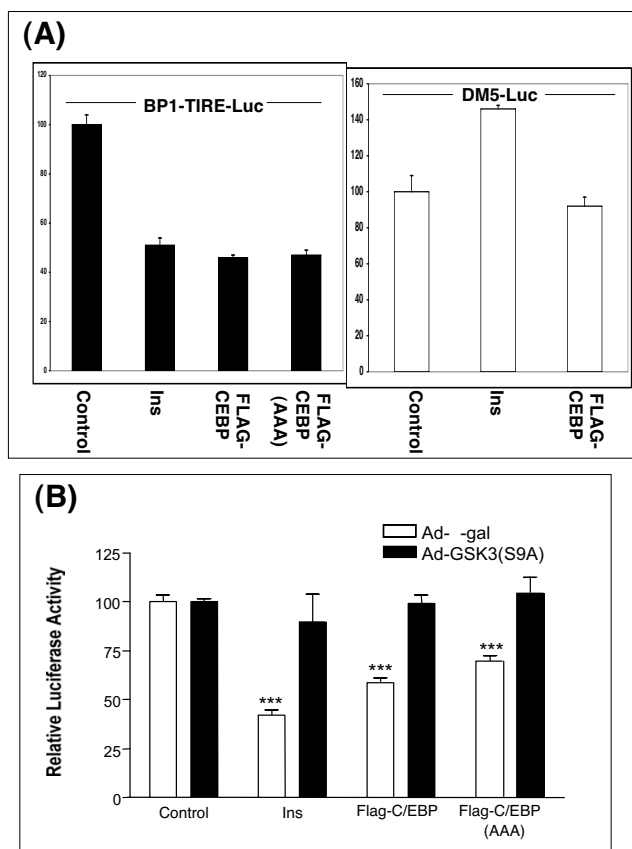 (A)
BP1-TIRE-Luc
120
100
80
60
40
20
0
Control
Ins
FLAG-
CEBP
FLAG-
CEBP
(AAA)
DM5-Luc
160
140
120
100
80
60
40
20
0
Control
Ins
FLAG-
CEBP
(B)
Ad- -gal
Ad-GSK3(S9A)
Relative Luciferase Activity
125
100
75
50
25
0
***
***
***
Control
Ins
Flag-C/EBP
Flag-C/EBP
(AAA)